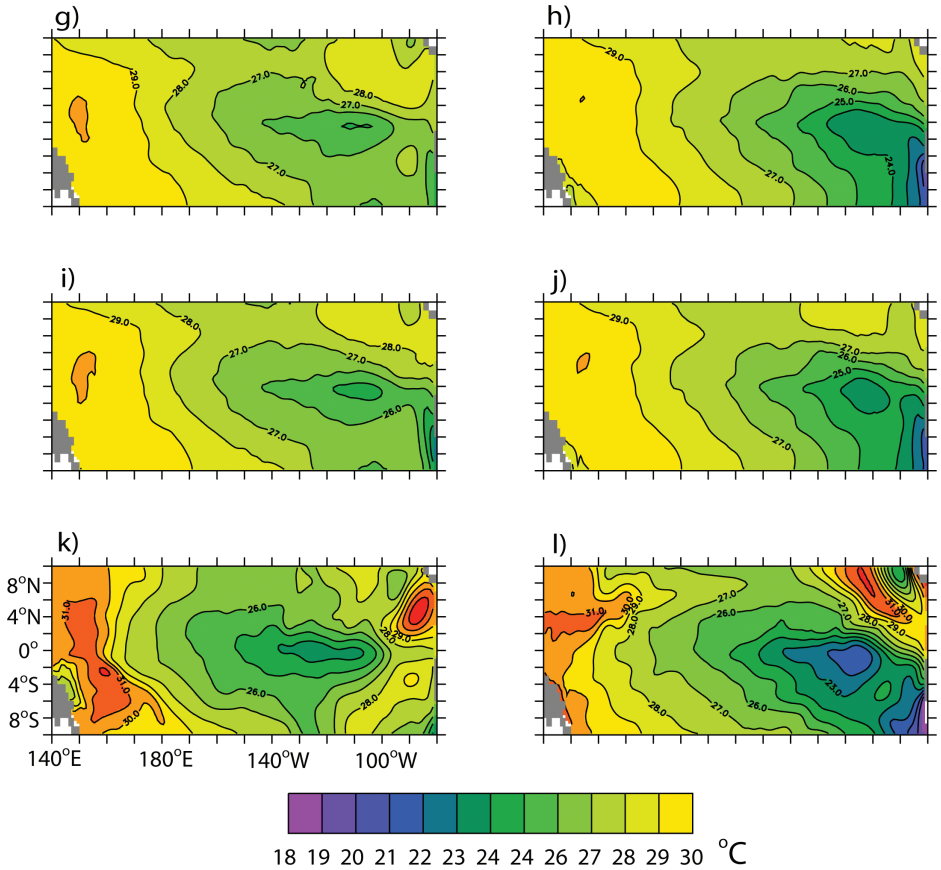 g) h)
29.0 28.0 27.0 28.0 27.0 27.0
29.0 27.0 26.0 25.0 24.0 27.0
i) j)
29.0 28.0 27.0 27.0 28.0 26.0 27.0
29.0 27.0 26.0 25.0 27.0
k) l)
8°N
4°N
0°
4°S
8°S
31.0 26.0 28.0 29.0 31.0 26.0 28.0 30.0
31.0 30.0 29.0 28.0 27.0 26.0 27.0 28.0 31.0 30.0 29.0 23.0 28.0 27.0 26.0
140°E 180°E 140°W 100°W
18 19 20 21 22 23 24 24 26 27 28 29 30 °C